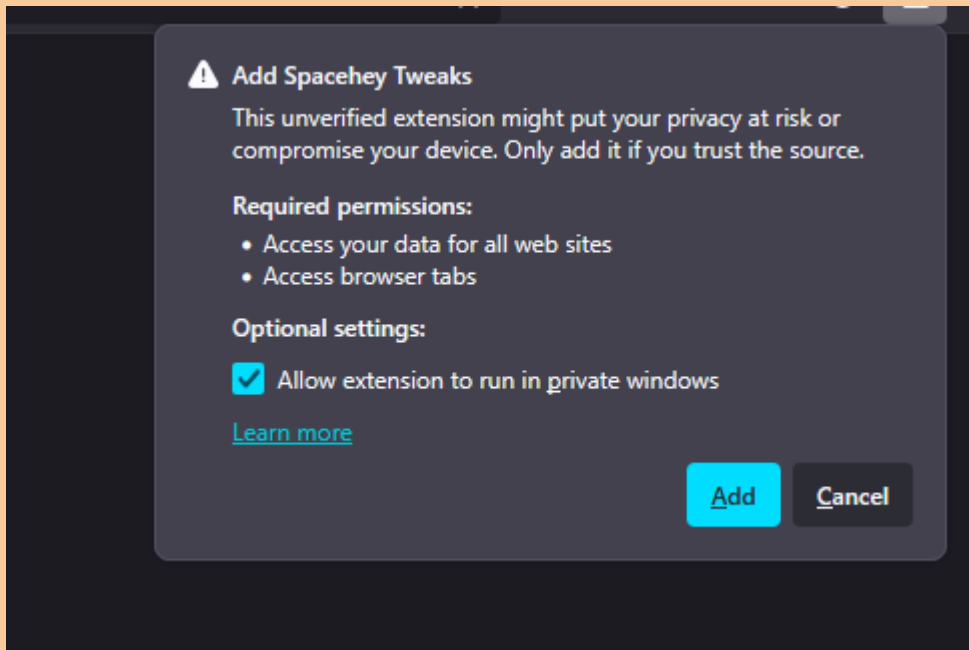 Add Spacehey Tweaks
This unverified extension might put your privacy at risk or
compromise your device. Only add it if you trust the source.
Required permissions:
• Access your data for all web sites
• Access browser tabs
Optional settings:
Allow extension to run in private windows
Learn more
Add Cancel